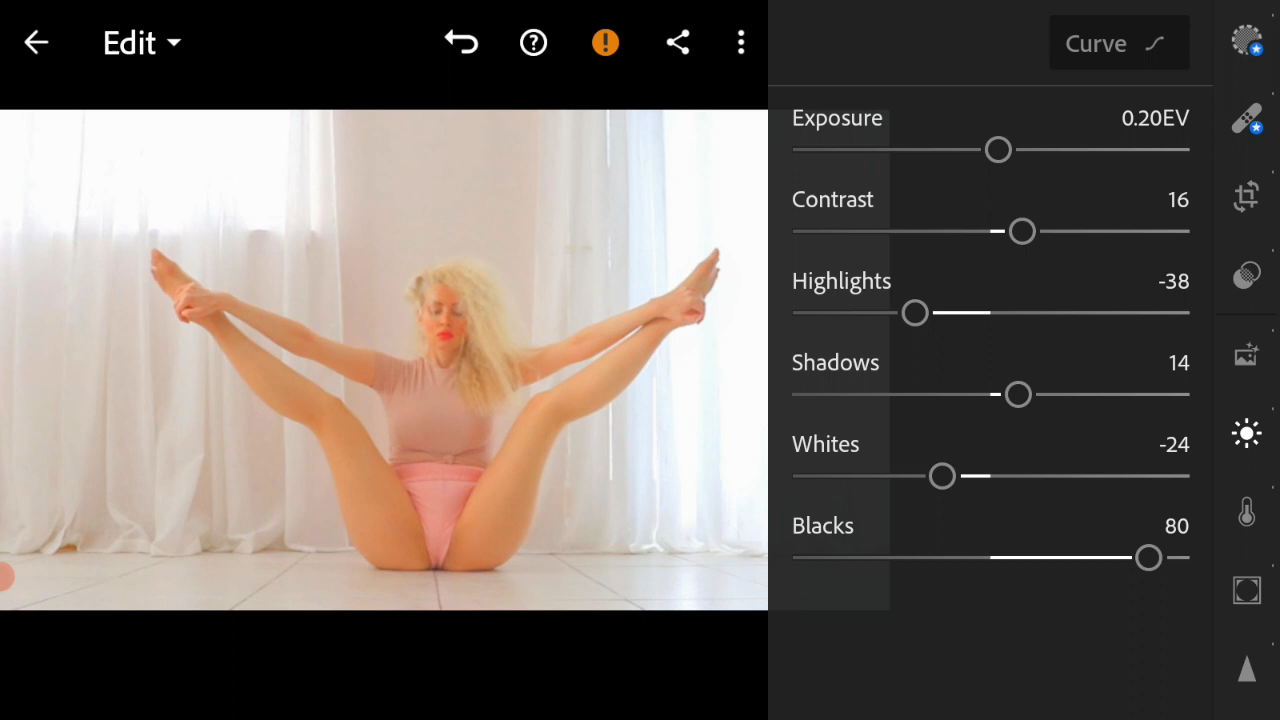 Edit
Curve
Exposure 0.20EV
Contrast 16
Highlights -38
Shadows 14
Whites -24
Blacks 80